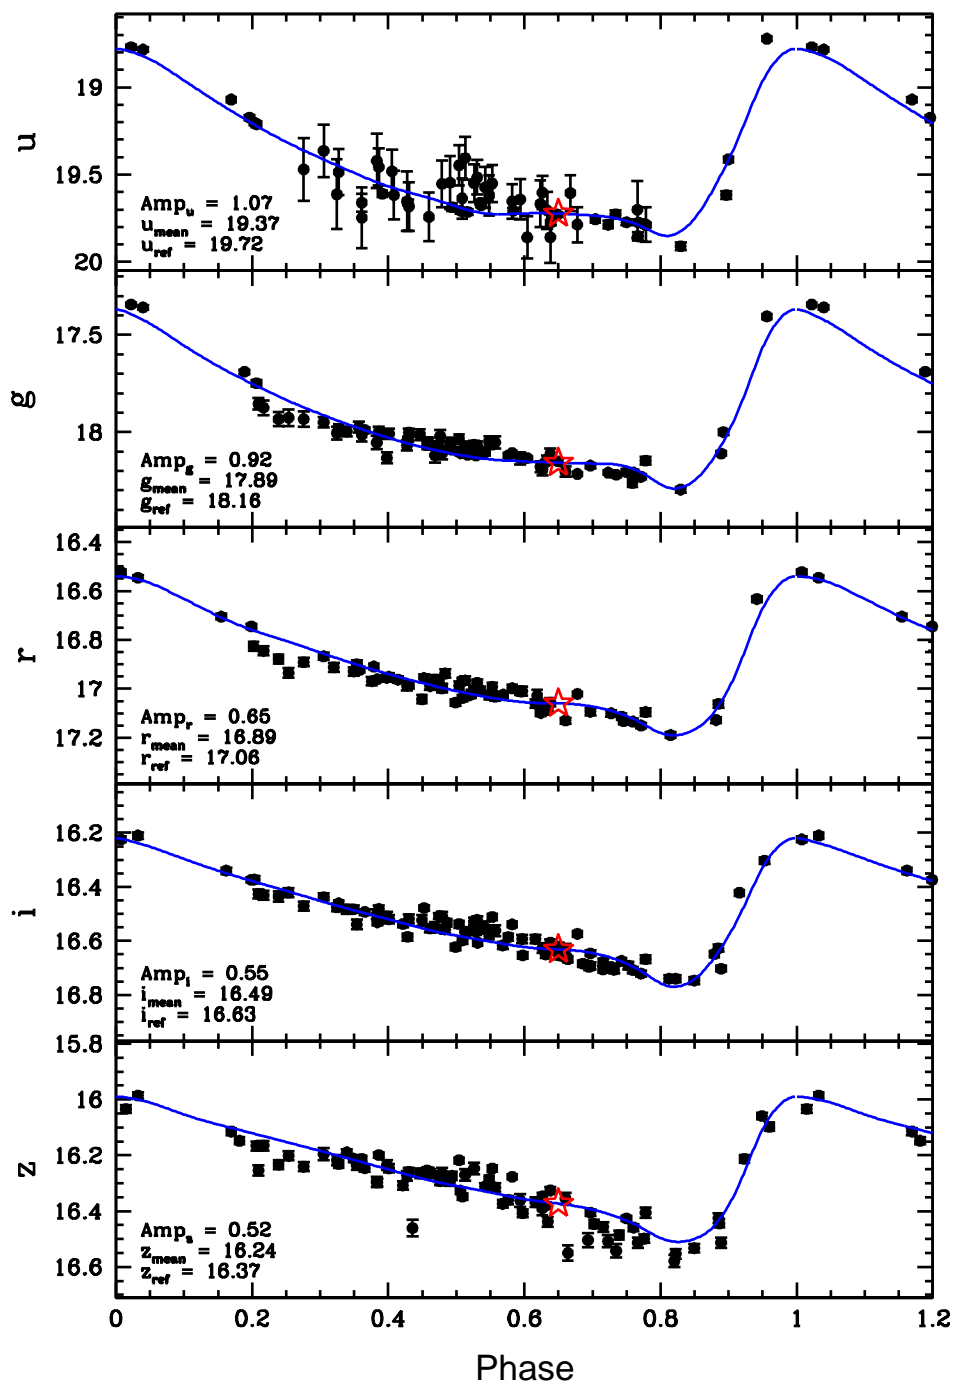 19
19.5
20
u
Amp_u = 1.07
u_mean = 19.37
u_ref = 19.72
17.5
18
g
Amp_g = 0.92
g_mean = 17.89
g_ref = 18.16
16.4
16.6
16.8
17
17.2
r
Amp_r = 0.65
r_mean = 16.89
r_ref = 17.06
16.2
16.4
16.6
16.8
i
Amp_i = 0.55
i_mean = 16.49
i_ref = 16.63
15.8
16
16.2
16.4
16.6
z
Amp_z = 0.52
z_mean = 16.24
z_ref = 16.37
0 0.2 0.4 0.6 0.8 1 1.2
Phase